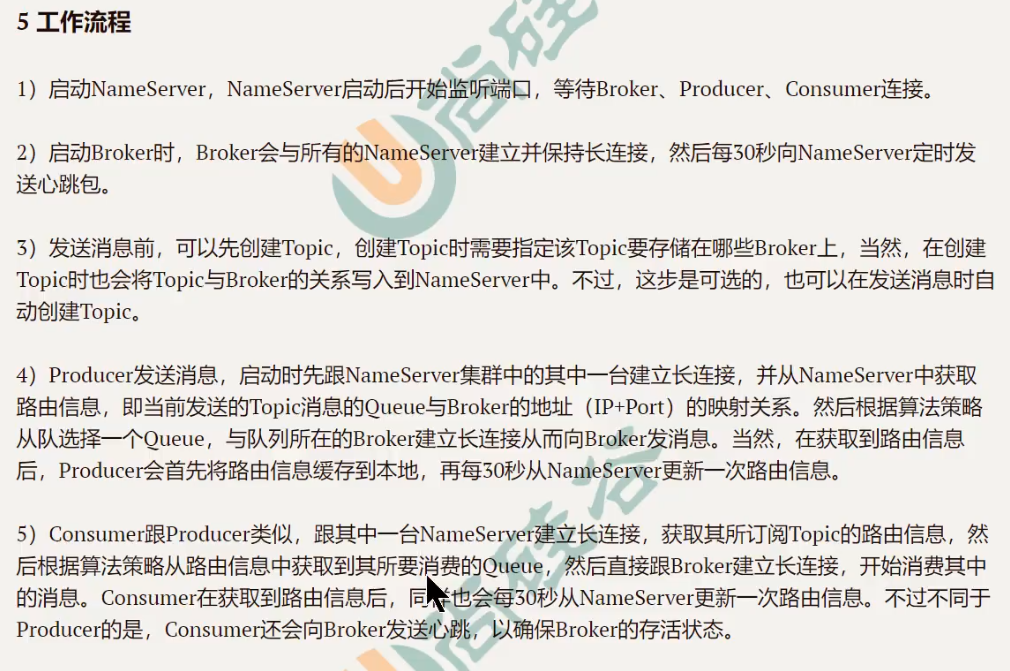 5 工作流程
1）启动NameServer，NameServer启动后开始监听端口，等待Broker、Producer、Consumer连接。
2）启动Broker时，Broker会与所有的NameServer建立并保持长连接，然后每30秒向NameServer定时发
送心跳包。
3）发送消息前，可以先创建Topic，创建Topic时需要指定该Topic要存储在哪些Broker上，当然，在创建
Topic时也会将Topic与Broker的关系写入到NameServer中。不过，这步是可选的，也可以在发送消息时自
动创建Topic。
4）Producer发送消息，启动时先跟NameServer集群中的其中一台建立长连接，并从NameServer中获取
路由信息，即当前发送的Topic消息的Queue与Broker的地址（IP+Port）的映射关系。然后根据算法策略
从队选择一个Queue，与队列所在的Broker建立长连接从而向Broker发消息。当然，在获取到路由信息
后，Producer会首先将路由信息缓存到本地，再每30秒从NameServer更新一次路由信息。
5）Consumer跟Producer类似，跟其中一台NameServer建立长连接，获取其所订阅Topic的路由信息，然
后根据算法策略从路由信息中获取到其所要消费的Queue，然后直接跟Broker建立长连接，开始消费其中
的消息。Consumer在获取到路由信息后，同样也会每30秒从NameServer更新一次路由信息。不过不同于
Producer的是，Consumer还会向Broker发送心跳，以确保Broker的存活状态。
尚硅
尚硅谷